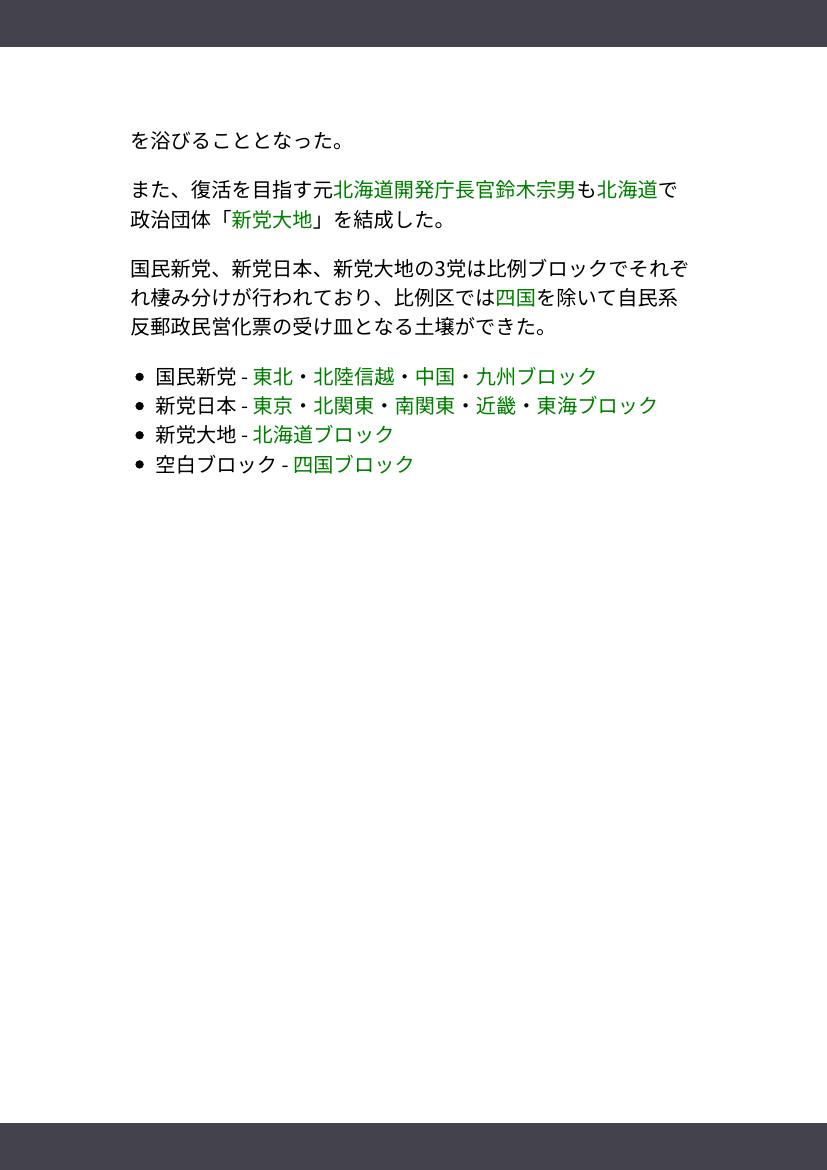 を浴びることとなった。
また、復活を目指す元北海道開発庁長官鈴木宗男も北海道で
政治団体「新党大地」を結成した。
国民新党、新党日本、新党大地の3党は比例ブロックでそれぞ
れ棲み分けが行われており、比例区では四国を除いて自民系
反郵政民営化票の受け皿となる土壌ができた。
● 国民新党 - 東北・北陸信越・中国・九州ブロック
● 新党日本 - 東京・北関東・南関東・近畿・東海ブロック
● 新党大地 - 北海道ブロック
● 空白ブロック - 四国ブロック